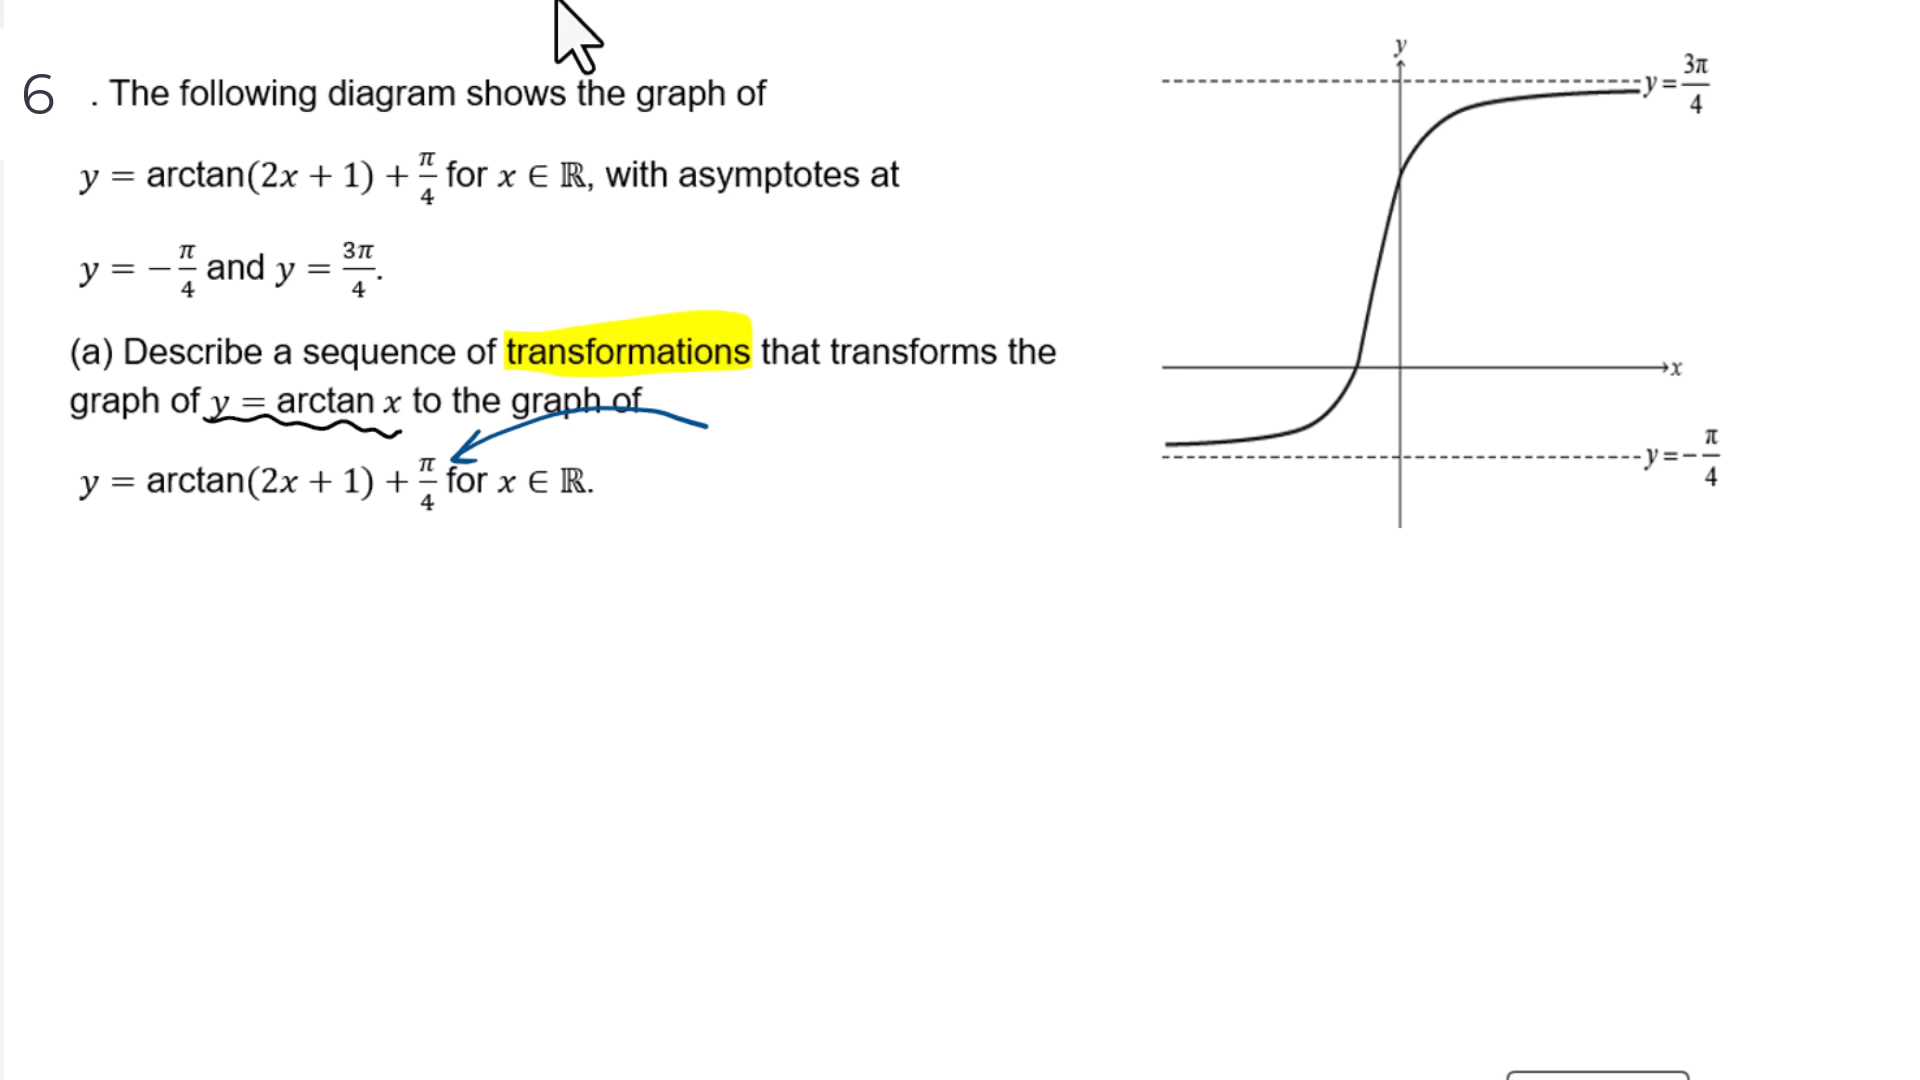 6 . The following diagram shows the graph of
y = arctan(2x + 1) + π/4 for x ∈ ℝ, with asymptotes at
y = −π/4 and y = 3π/4.
(a) Describe a sequence of transformations that transforms the
graph of y = arctan x to the graph of
y = arctan(2x + 1) + π/4 for x ∈ ℝ.
y
y = 3π/4
x
y = −π/4